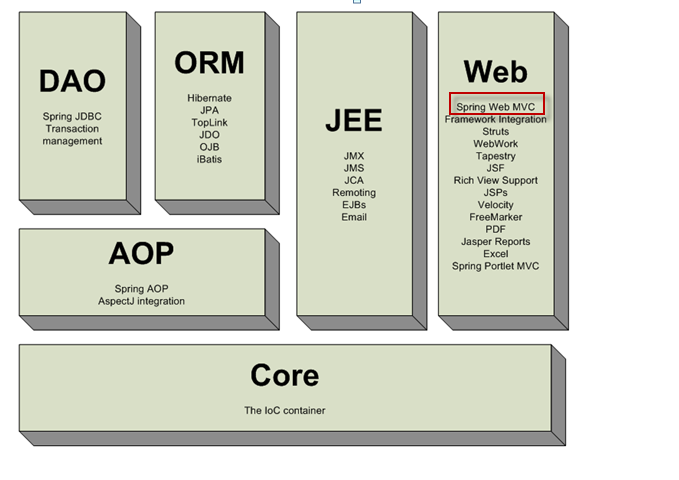 DAO
Spring JDBC
Transaction
management
ORM
Hibernate
JPA
TopLink
JDO
OJB
iBatis
JEE
JMX
JMS
JCA
Remoting
EJBs
Email
Web
Spring Web MVC
Framework Integration
Struts
WebWork
Tapestry
JSF
Rich View Support
JSPs
Velocity
FreeMarker
PDF
Jasper Reports
Excel
Spring Portlet MVC
AOP
Spring AOP
AspectJ integration
Core
The IoC container